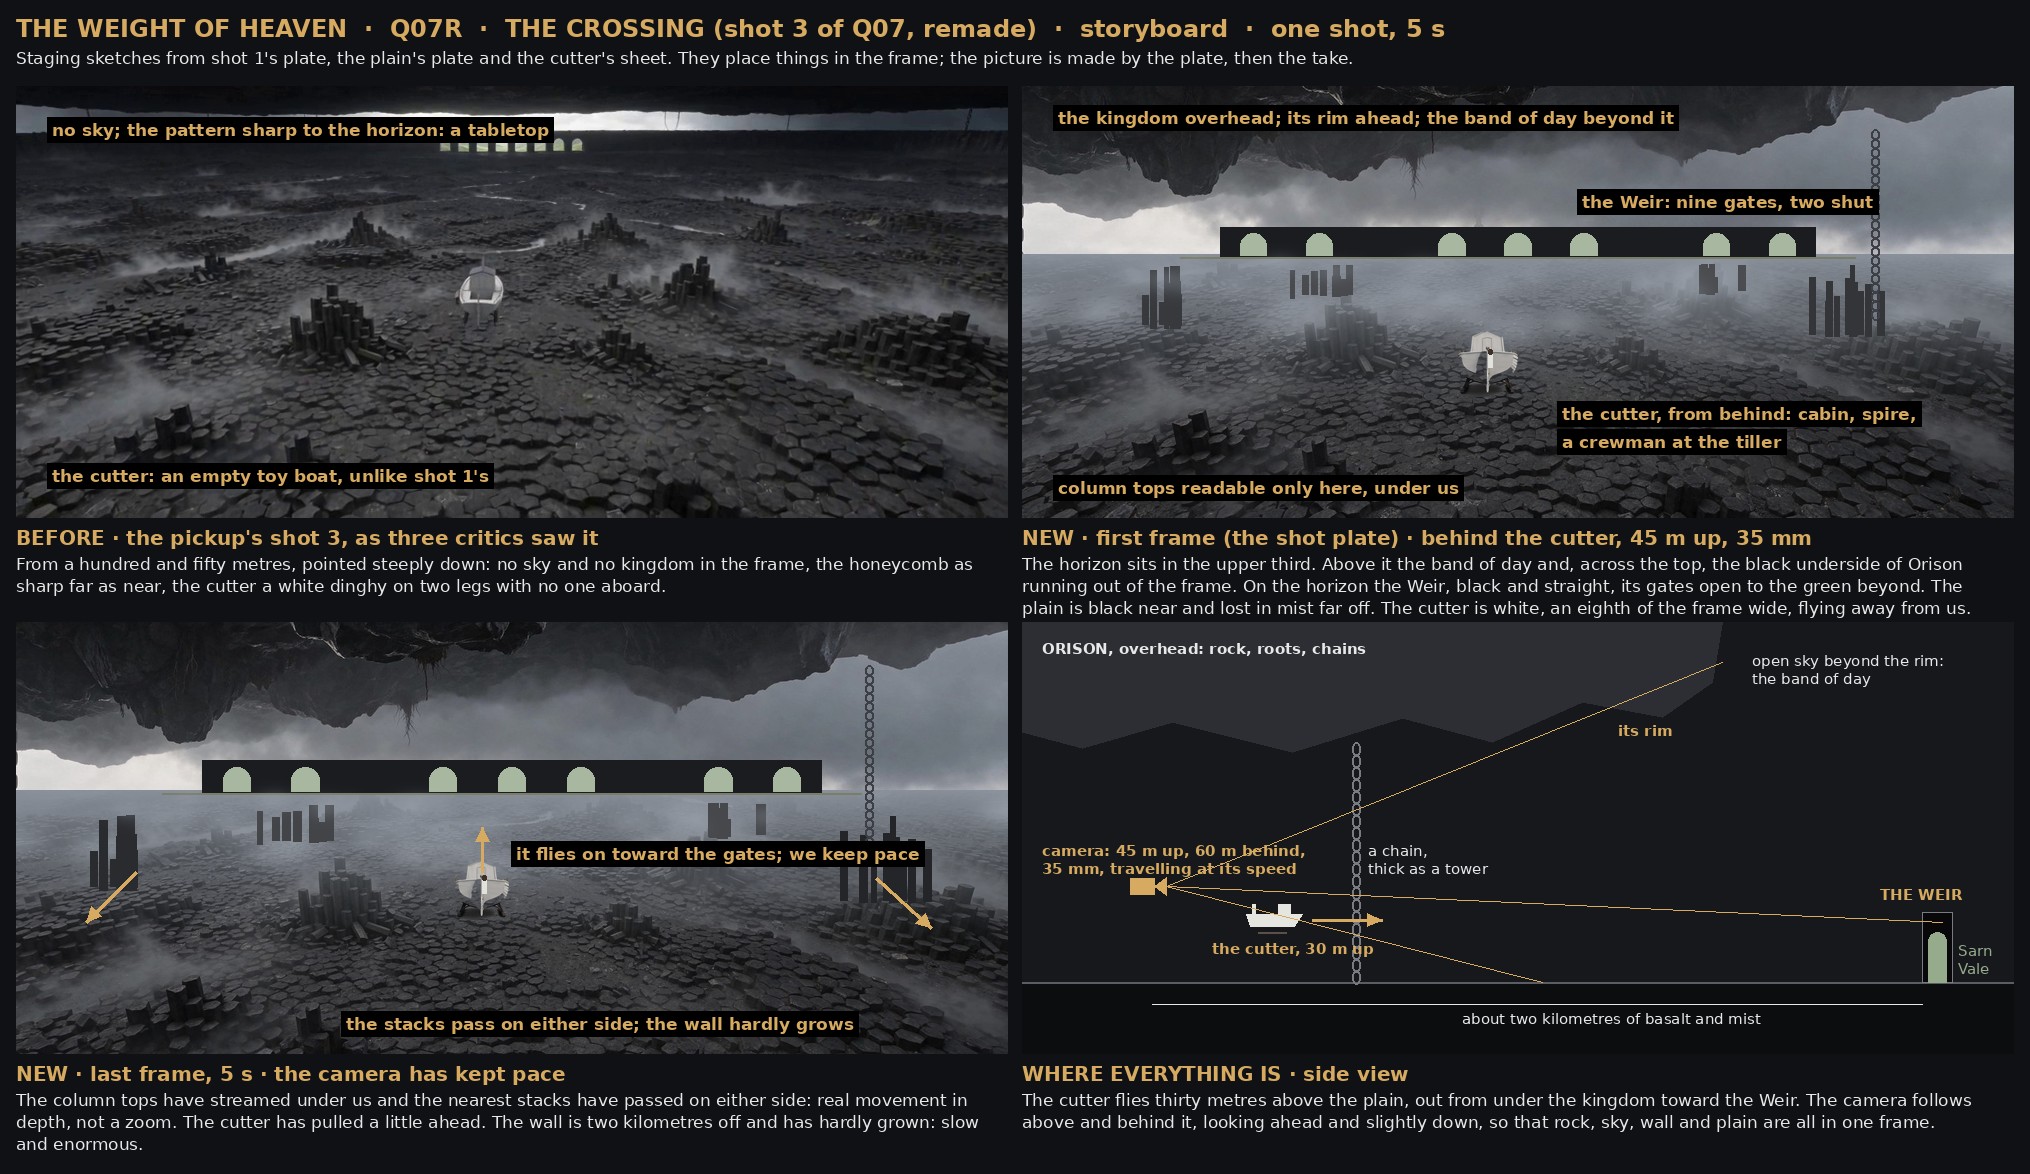 THE WEIGHT OF HEAVEN · Q07R · THE CROSSING (shot 3 of Q07, remade) · storyboard · one shot, 5 s
Staging sketches from shot 1's plate, the plain's plate and the cutter's sheet. They place things in the frame; the picture is made by the plate, then the take.
no sky; the pattern sharp to the horizon: a tabletop
the cutter: an empty toy boat, unlike shot 1's
BEFORE · the pickup's shot 3, as three critics saw it
From a hundred and fifty metres, pointed steeply down: no sky and no kingdom in the frame, the honeycomb as
sharp far as near, the cutter a white dinghy on two legs with no one aboard.
the kingdom overhead; its rim ahead; the band of day beyond it
the Weir: nine gates, two shut
the cutter, from behind: cabin, spire,
a crewman at the tiller
column tops readable only here, under us
NEW · first frame (the shot plate) · behind the cutter, 45 m up, 35 mm
The horizon sits in the upper third. Above it the band of day and, across the top, the black underside of Orison
running out of the frame. On the horizon the Weir, black and straight, its gates open to the green beyond. The
plain is black near and lost in mist far off. The cutter is white, an eighth of the frame wide, flying away from us.
it flies on toward the gates; we keep pace
the stacks pass on either side; the wall hardly grows
NEW · last frame, 5 s · the camera has kept pace
The column tops have streamed under us and the nearest stacks have passed on either side: real movement in
depth, not a zoom. The cutter has pulled a little ahead. The wall is two kilometres off and has hardly grown: slow
and enormous.
ORISON, overhead: rock, roots, chains
open sky beyond the rim:
the band of day
its rim
camera: 45 m up, 60 m behind,
35 mm, travelling at its speed
a chain,
thick as a tower
THE WEIR
the cutter, 30 m up
Sarn
Vale
about two kilometres of basalt and mist
WHERE EVERYTHING IS · side view
The cutter flies thirty metres above the plain, out from under the kingdom toward the Weir. The camera follows
above and behind it, looking ahead and slightly down, so that rock, sky, wall and plain are all in one frame.